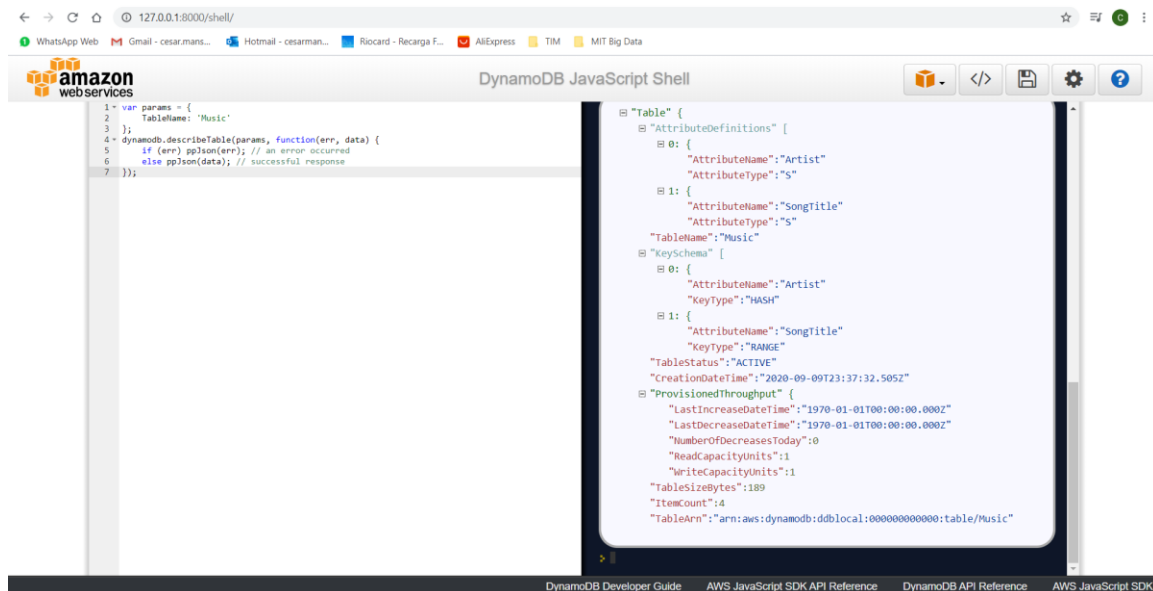 127.0.0.1:8000/shell/
C
WhatsApp Web Gmail - cesar.mans... Hotmail - cesarman... Riocard - Recarga F... AliExpress TIM MIT Big Data
amazon
web services
DynamoDB JavaScript Shell
</>
?
1 var params = {
2 TableName: 'Music'
3 };
4 dynamodb.describeTable(params, function(err, data) {
5 if (err) ppJson(err); // an error occurred
6 else ppJson(data); // successful response
7 });
"Table" {
"AttributeDefinitions" [
0: {
"AttributeName":"Artist"
"AttributeType":"S"
1: {
"AttributeName":"SongTitle"
"AttributeType":"S"
"TableName":"Music"
"KeySchema" [
0: {
"AttributeName":"Artist"
"KeyType":"HASH"
1: {
"AttributeName":"SongTitle"
"KeyType":"RANGE"
"TableStatus":"ACTIVE"
"CreationDateTime":"2020-09-09T23:37:32.505Z"
"ProvisionedThroughput" {
"LastIncreaseDateTime":"1970-01-01T00:00:00.000Z"
"LastDecreaseDateTime":"1970-01-01T00:00:00.000Z"
"NumberOfDecreasesToday":0
"ReadCapacityUnits":1
"WriteCapacityUnits":1
"TableSizeBytes":189
"ItemCount":4
"TableArn":"arn:aws:dynamodb:ddblocal:000000000000:table/Music"
>
DynamoDB Developer Guide AWS JavaScript SDK API Reference DynamoDB API Reference AWS JavaScript SDK